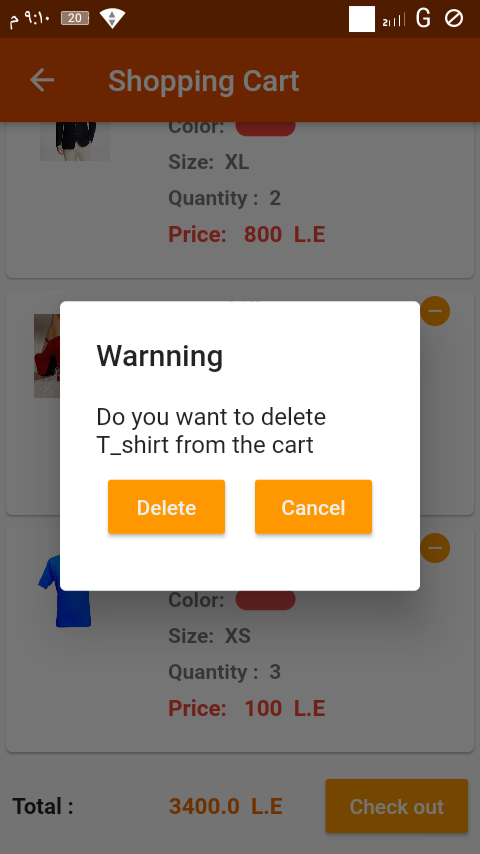 ٩:١٠ م 20 G
Shopping Cart
Color:
Size: XL
Quantity : 2
Price: 800 L.E
Warnning
Do you want to delete
T_shirt from the cart
Delete Cancel
Color:
Size: XS
Quantity : 3
Price: 100 L.E
Total : 3400.0 L.E Check out